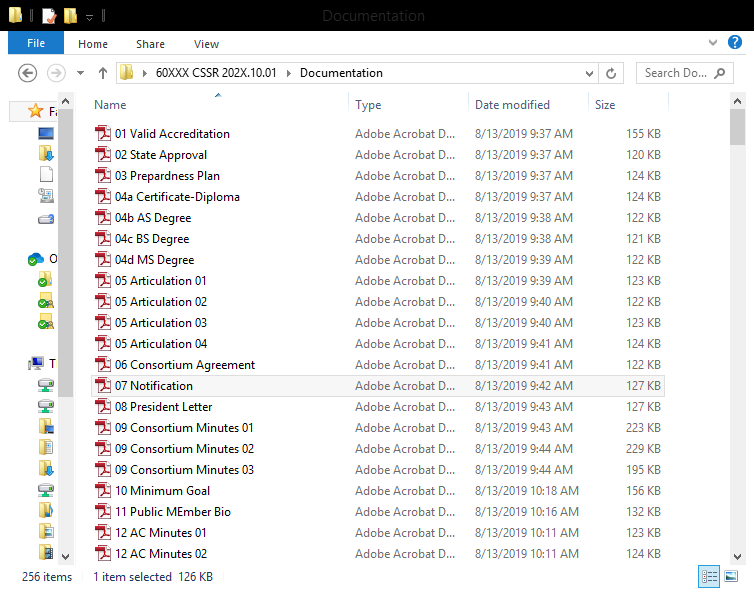 Documentation
File Home Share View
60XXX CSSR 202X.10.01 Documentation Search Do...
Name Type Date modified Size
Fa
01 Valid Accreditation Adobe Acrobat D... 8/13/2019 9:37 AM 155 KB
02 State Approval Adobe Acrobat D... 8/13/2019 9:37 AM 120 KB
03 Prepardness Plan Adobe Acrobat D... 8/13/2019 9:37 AM 124 KB
04a Certificate-Diploma Adobe Acrobat D... 8/13/2019 9:37 AM 124 KB
04b AS Degree Adobe Acrobat D... 8/13/2019 9:38 AM 122 KB
04c BS Degree Adobe Acrobat D... 8/13/2019 9:38 AM 121 KB
O 04d MS Degree Adobe Acrobat D... 8/13/2019 9:39 AM 122 KB
05 Articulation 01 Adobe Acrobat D... 8/13/2019 9:39 AM 123 KB
05 Articulation 02 Adobe Acrobat D... 8/13/2019 9:40 AM 122 KB
05 Articulation 03 Adobe Acrobat D... 8/13/2019 9:40 AM 123 KB
05 Articulation 04 Adobe Acrobat D... 8/13/2019 9:41 AM 124 KB
T 06 Consortium Agreement Adobe Acrobat D... 8/13/2019 9:41 AM 122 KB
07 Notification Adobe Acrobat D... 8/13/2019 9:42 AM 127 KB
08 President Letter Adobe Acrobat D... 8/13/2019 9:43 AM 127 KB
09 Consortium Minutes 01 Adobe Acrobat D... 8/13/2019 9:43 AM 223 KB
09 Consortium Minutes 02 Adobe Acrobat D... 8/13/2019 9:44 AM 229 KB
09 Consortium Minutes 03 Adobe Acrobat D... 8/13/2019 9:44 AM 195 KB
10 Minimum Goal Adobe Acrobat D... 8/13/2019 10:18 AM 156 KB
11 Public MEmber Bio Adobe Acrobat D... 8/13/2019 10:16 AM 132 KB
12 AC Minutes 01 Adobe Acrobat D... 8/13/2019 10:11 AM 123 KB
12 AC Minutes 02 Adobe Acrobat D... 8/13/2019 10:11 AM 124 KB
256 items 1 item selected 126 KB